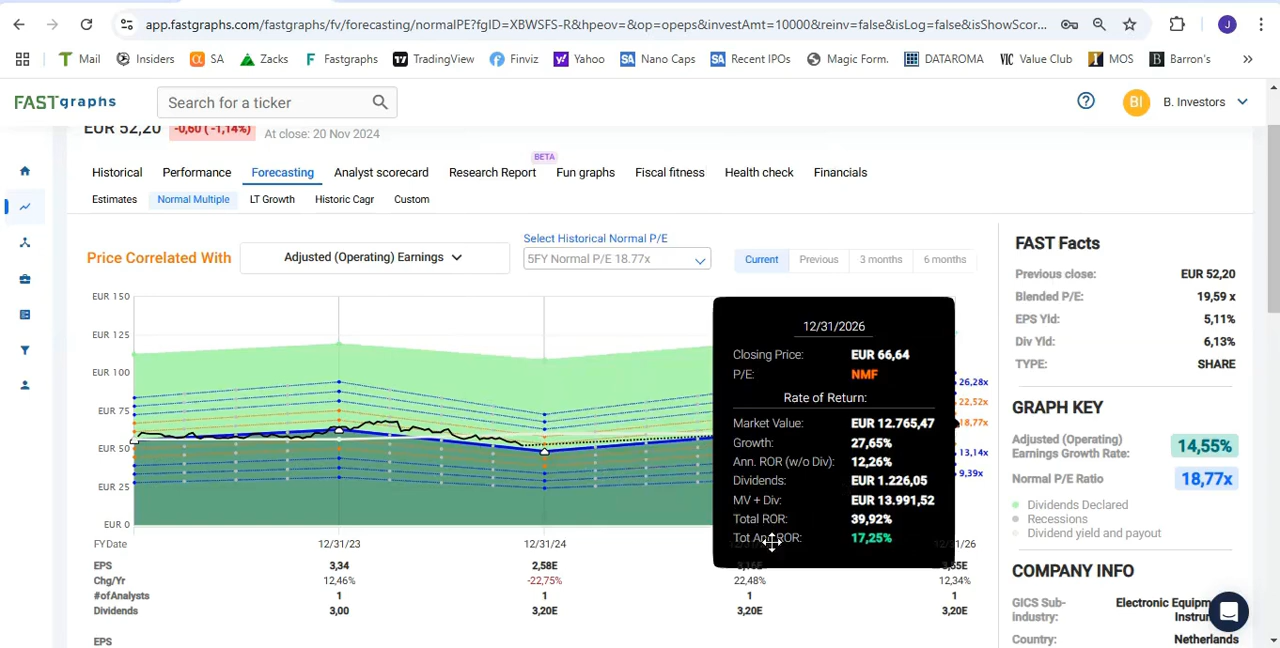 app.fastgraphs.com/fastgraphs/fv/forecasting/normalPE?fgID=XBWSFS-R&hpeov=&op=opeps&investAmt=10000&reinv=false&isLog=false&isShowScor...
J
Mail Insiders SA Zacks Fastgraphs TradingView Finviz Yahoo Nano Caps Recent IPOs Magic Form. DATAROMA Value Club MOS Barron's »
FASTgraphs Search for a ticker ? BI B. Investors
EUR 52,20 -0,60 ( -1,14%) At close: 20 Nov 2024
BETA
Historical Performance Forecasting Analyst scorecard Research Report Fun graphs Fiscal fitness Health check Financials
Estimates Normal Multiple LT Growth Historic Cagr Custom
Select Historical Normal P/E
Price Correlated With Adjusted (Operating) Earnings 5FY Normal P/E 18.77x Current Previous 3 months 6 months
EUR 150
EUR 125
EUR 100
EUR 75
EUR 50
EUR 25
EUR 0
12/31/2026
Closing Price: EUR 66,64
P/E: NMF
Rate of Return:
Market Value: EUR 12.765,47
Growth: 27,65%
Ann. ROR (w/o Div): 12,26%
Dividends: EUR 1.226,05
MV + Div: EUR 13.991,52
Total ROR: 39,92%
Tot Ann ROR: 17,25%
26,28x
22,52x
18,77x
13,14x
9,39x
FY Date 12/31/23 12/31/24
EPS 3,34 2,58E
Chg/Yr 12,46% -22,75% 22,48% 12,34%
#of Analysts 1 1 1 1
Dividends 3,00 3,20E 3,20E 3,20E
EPS
FAST Facts
Previous close: EUR 52,20
Blended P/E: 19,59 x
EPS Yld: 5,11%
Div Yld: 6,13%
TYPE: SHARE
GRAPH KEY
Adjusted (Operating)
Earnings Growth Rate: 14,55%
Normal P/E Ratio 18,77x
Dividends Declared
Recessions
Dividend yield and payout
COMPANY INFO
GICS Sub-
industry:
Electronic Equipm
Instru
Country: Netherlands